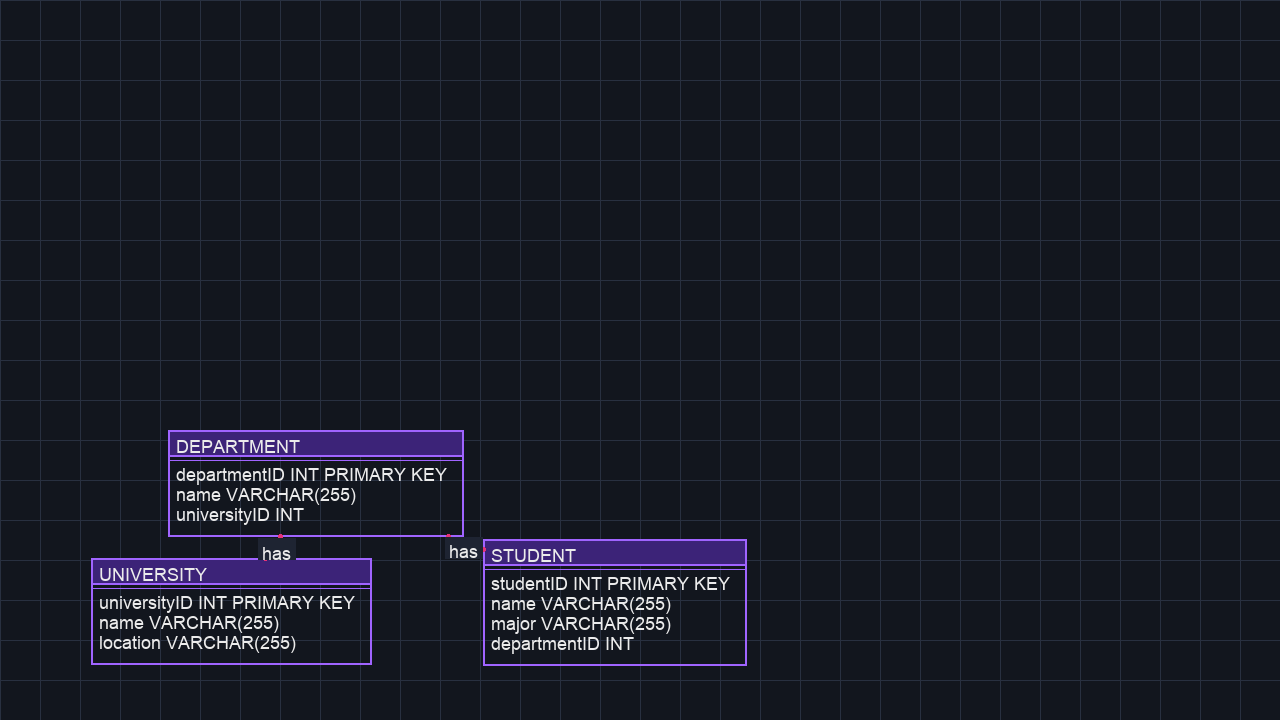 DEPARTMENT
departmentID INT PRIMARY KEY
name VARCHAR(255)
universityID INT
has
has
UNIVERSITY
universityID INT PRIMARY KEY
name VARCHAR(255)
location VARCHAR(255)
STUDENT
studentID INT PRIMARY KEY
name VARCHAR(255)
major VARCHAR(255)
departmentID INT